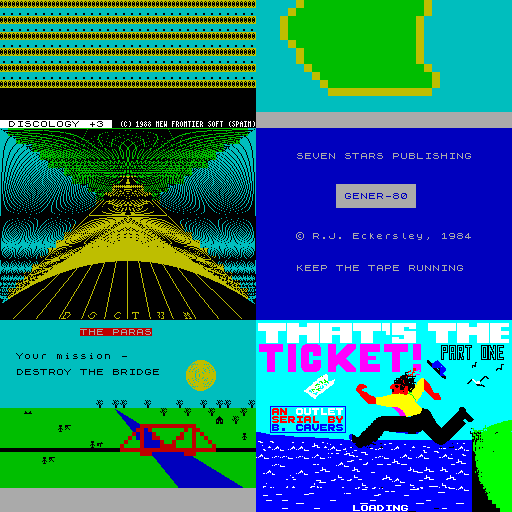 DISCOLOGY +3 (C) 1988 NEW FRONTIER SOFT (SPAIN)
SEVEN STARS PUBLISHING
GENER-80
© R.J. Eckersley, 1984
KEEP THE TAPE RUNNING
THE PARAS
Your mission -
DESTROY THE BRIDGE
THAT'S THE
TICKET!
PART ONE
AN OUTLET
SERIAL BY
B. CAVERS
LOADING